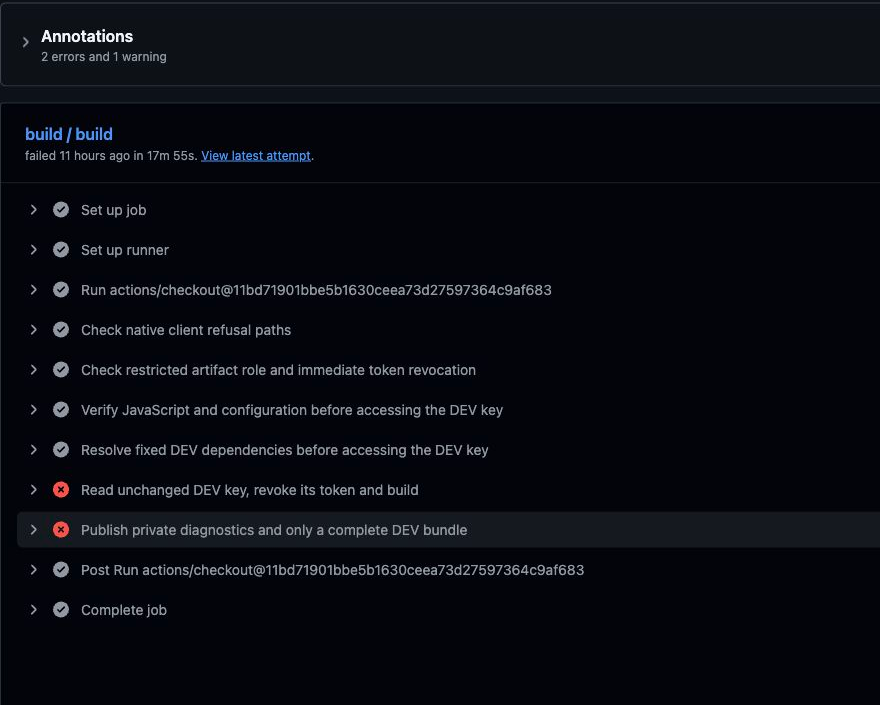 Annotations
2 errors and 1 warning
build / build
failed 11 hours ago in 17m 55s. View latest attempt.
Set up job
Set up runner
Run actions/checkout@11bd71901bbe5b1630ceea73d27597364c9af683
Check native client refusal paths
Check restricted artifact role and immediate token revocation
Verify JavaScript and configuration before accessing the DEV key
Resolve fixed DEV dependencies before accessing the DEV key
Read unchanged DEV key, revoke its token and build
Publish private diagnostics and only a complete DEV bundle
Post Run actions/checkout@11bd71901bbe5b1630ceea73d27597364c9af683
Complete job